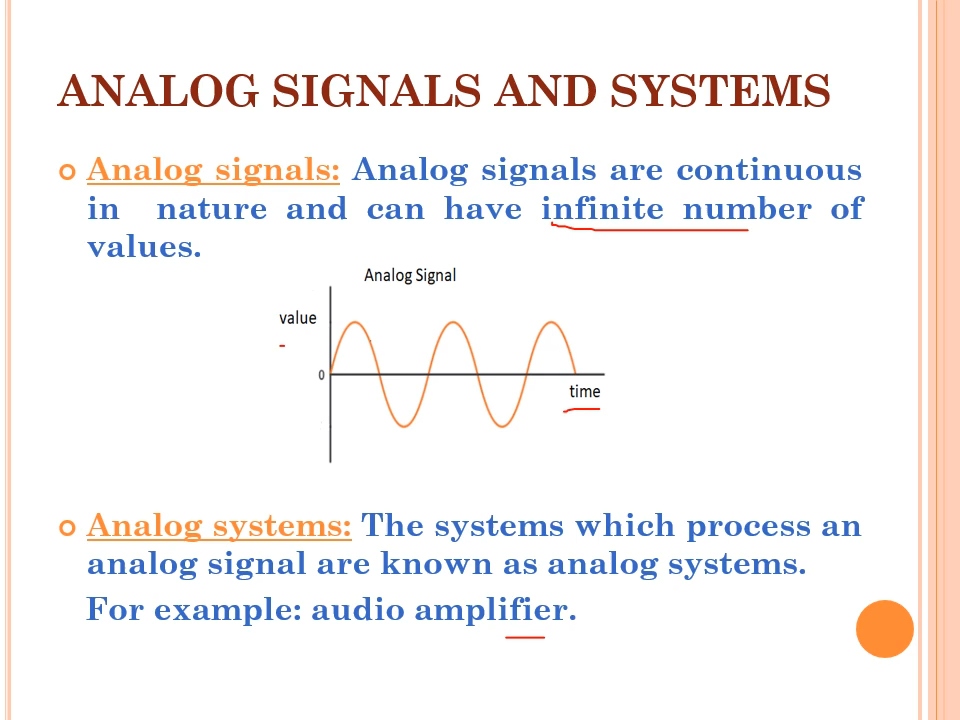 ANALOG SIGNALS AND SYSTEMS
Analog signals: Analog signals are continuous
in nature and can have infinite number of
values.
Analog Signal
value
0
time
Analog systems: The systems which process an
analog signal are known as analog systems.
For example: audio amplifier.